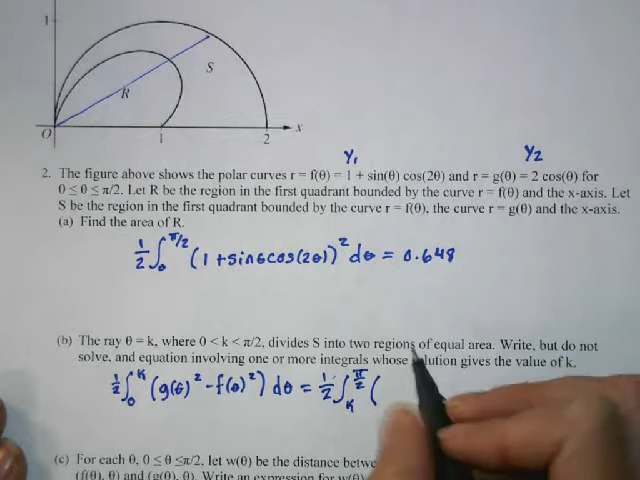 1
R
S
O
1
2
x
Y₁
Y₂
2. The figure above shows the polar curves r = f(θ) = 1 + sin(θ) cos(2θ) and r = g(θ) = 2 cos(θ) for
0 ≤ θ ≤ π/2. Let R be the region in the first quadrant bounded by the curve r = f(θ) and the x-axis. Let
S be the region in the first quadrant bounded by the curve r = f(θ), the curve r = g(θ) and the x-axis.
(a) Find the area of R.
1/2 ∫₀^π/2 (1 + sinθcos(2θ))² dθ = 0.648
(b) The ray θ = k, where 0 < k < π/2, divides S into two regions of equal area. Write, but do not
solve, and equation involving one or more integrals whose solution gives the value of k.
1/2 ∫₀^K (g(θ)² - f(θ)²) dθ = 1/2 ∫_K^π/2 (
(c) For each θ, 0 ≤ θ ≤π/2, let w(θ) be the distance
(f(θ), θ) and (g(θ), θ). Write an expression for w(θ)